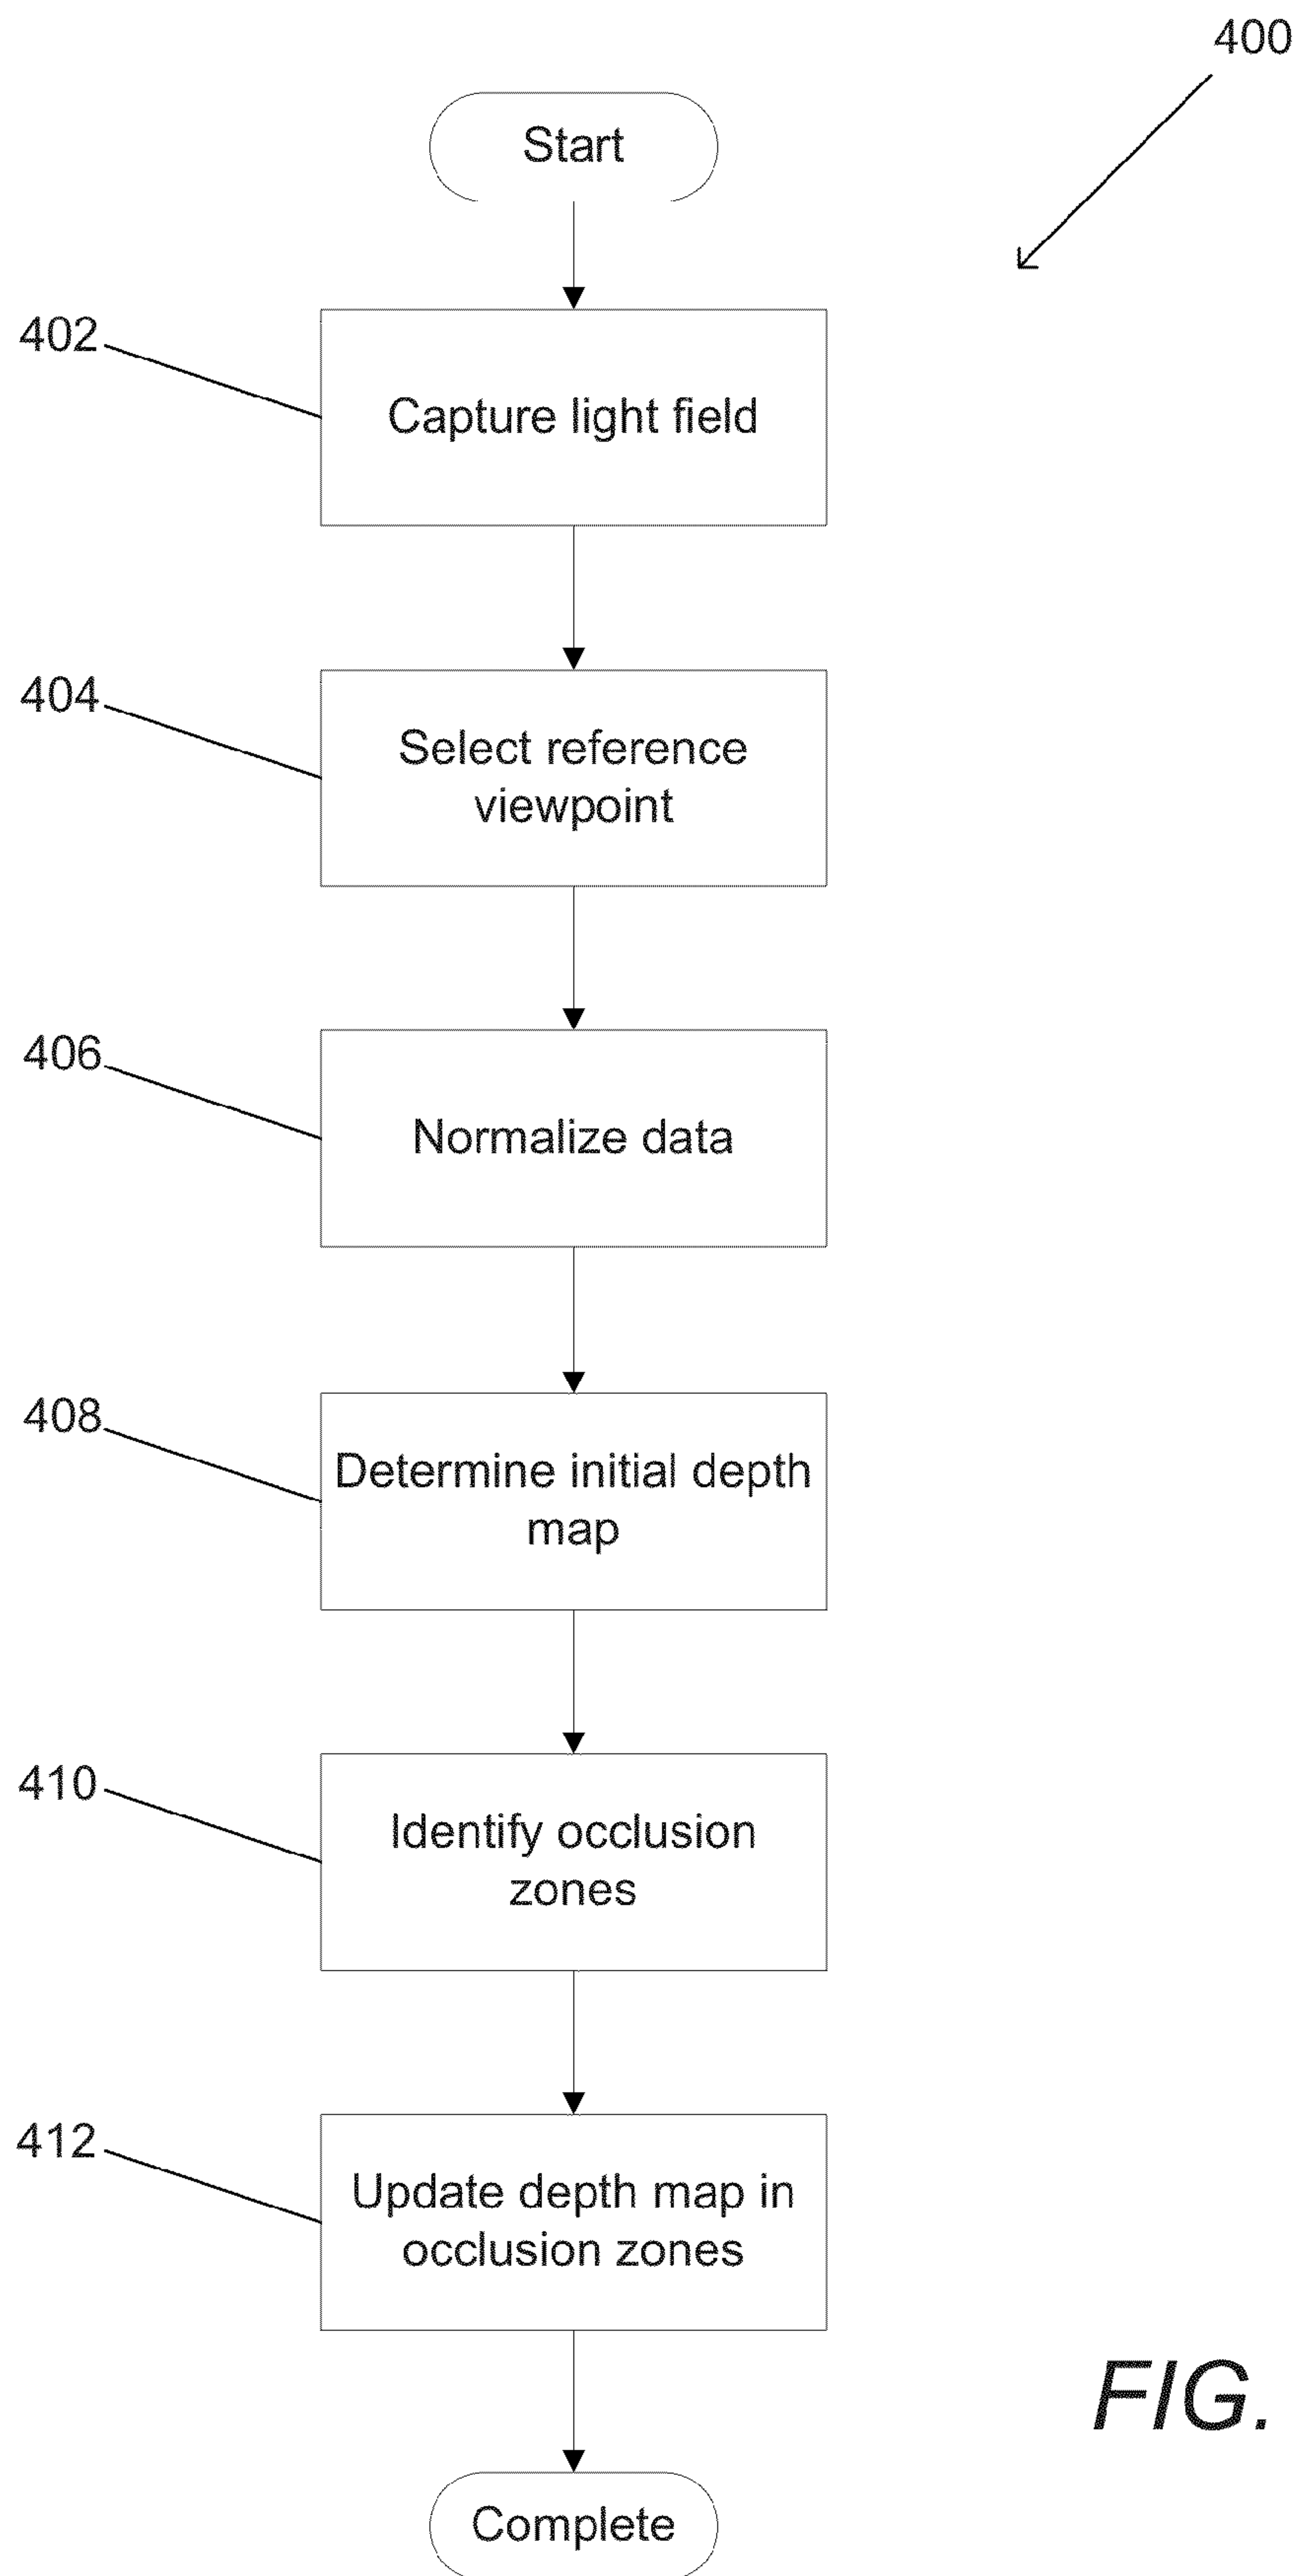 400
Start
402
Capture light field
404
Select reference
viewpoint
406
Normalize data
408
Determine initial depth
map
410
Identify occlusion
zones
412
Update depth map in
occlusion zones
FIG.
Complete